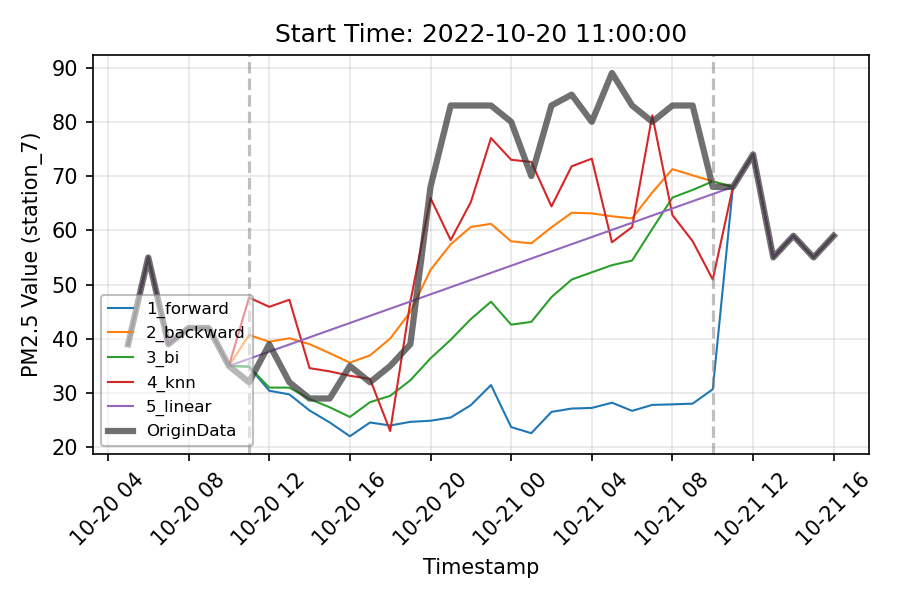 Start Time: 2022-10-20 11:00:00
PM2.5 Value (station_7)
90
80
70
60
50
40
30
20
1_forward
2_backward
3_bi
4_knn
5_linear
OriginData
10-20 04
10-20 08
10-20 12
10-20 16
10-20 20
10-21 00
10-21 04
10-21 08
10-21 12
10-21 16
Timestamp